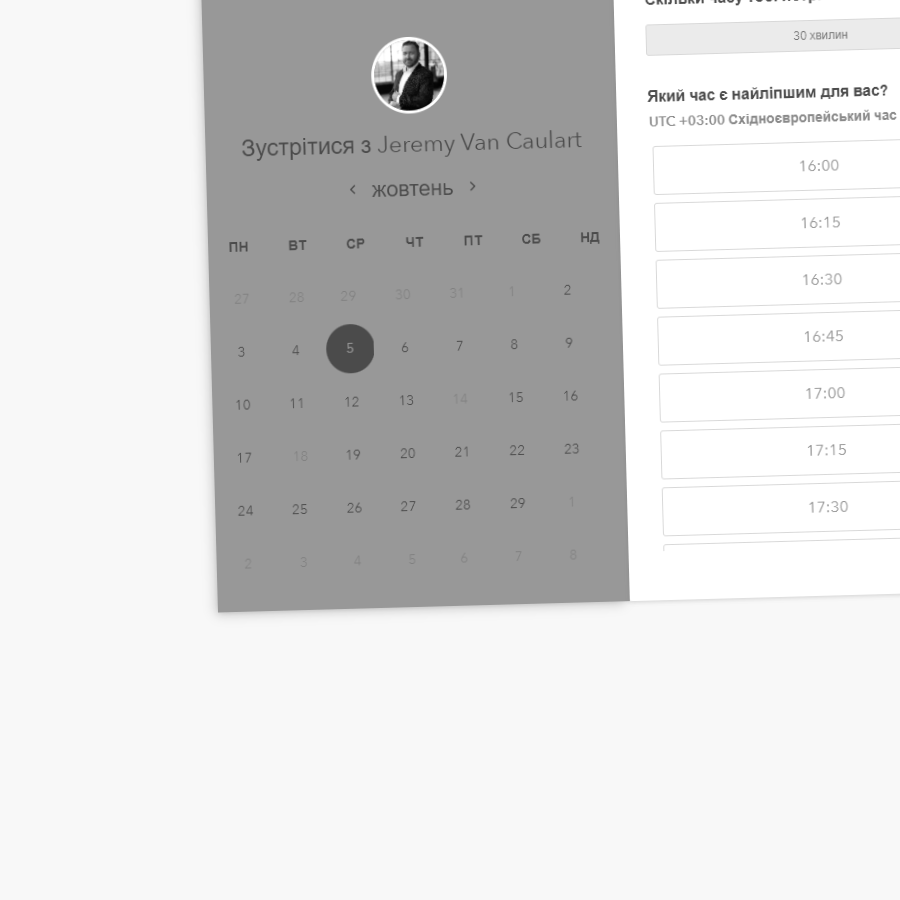 Зустрітися з Jeremy Van Caulart
‹ жовтень ›
ПН ВТ СР ЧТ ПТ СБ НД
27 28 29 30 31 1 2
3 4 5 6 7 8 9
10 11 12 13 14 15 16
17 18 19 20 21 22 23
24 25 26 27 28 29 1
2 3 4 5 6 7 8
Скільки часу
30 хвилин
Який час є найліпшим для вас?
UTC +03:00 Східноєвропейський час
16:00
16:15
16:30
16:45
17:00
17:15
17:30